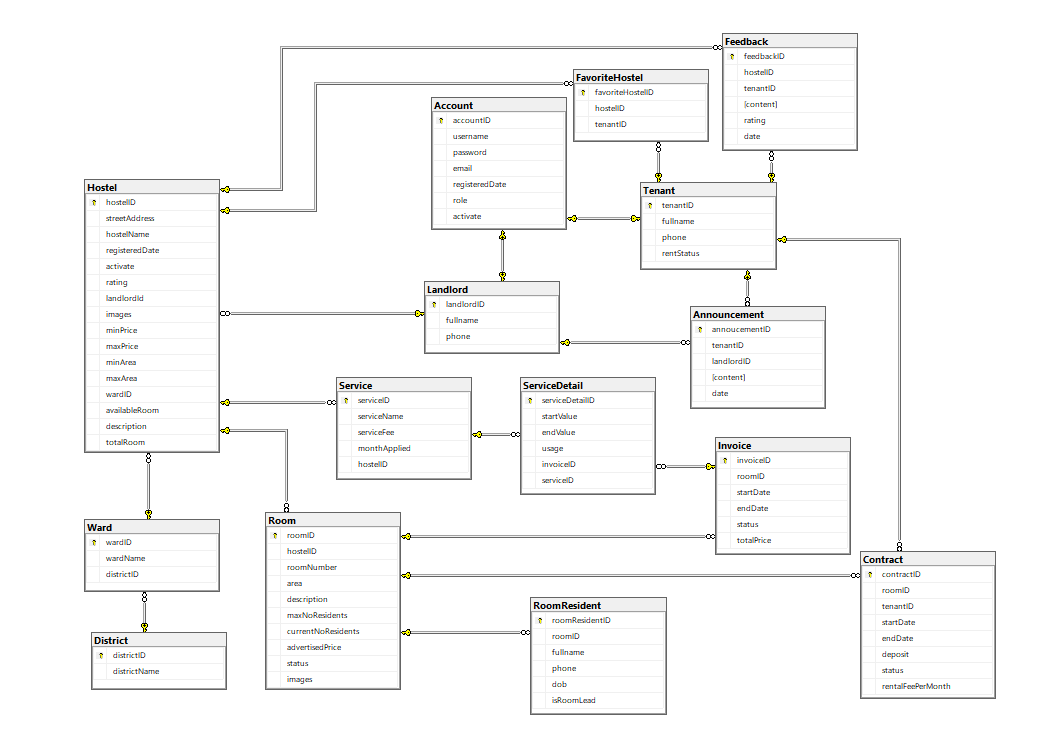 Feedback
feedbackID
hostelID
tenantID
[content]
rating
date
FavoriteHostel
favoriteHostelID
hostelID
tenantID
Account
accountID
username
password
email
registeredDate
role
activate
Hostel
hostelID
streetAddress
hostelName
registeredDate
activate
rating
landlordId
images
minPrice
maxPrice
minArea
maxArea
wardID
availableRoom
description
totalRoom
Tenant
tenantID
fullname
phone
rentStatus
Landlord
landlordID
fullname
phone
Announcement
annoucementID
tenantID
landlordID
[content]
date
Service
serviceID
serviceName
serviceFee
monthApplied
hostelID
ServiceDetail
serviceDetailID
startValue
endValue
usage
invoiceID
serviceID
Invoice
invoiceID
roomID
startDate
endDate
status
totalPrice
Ward
wardID
wardName
districtID
Room
roomID
hostelID
roomNumber
area
description
maxNoResidents
currentNoResidents
advertisedPrice
status
images
Contract
contractID
roomID
tenantID
startDate
endDate
deposit
status
rentalFeePerMonth
RoomResident
roomResidentID
roomID
fullname
phone
dob
isRoomLead
District
districtID
districtName